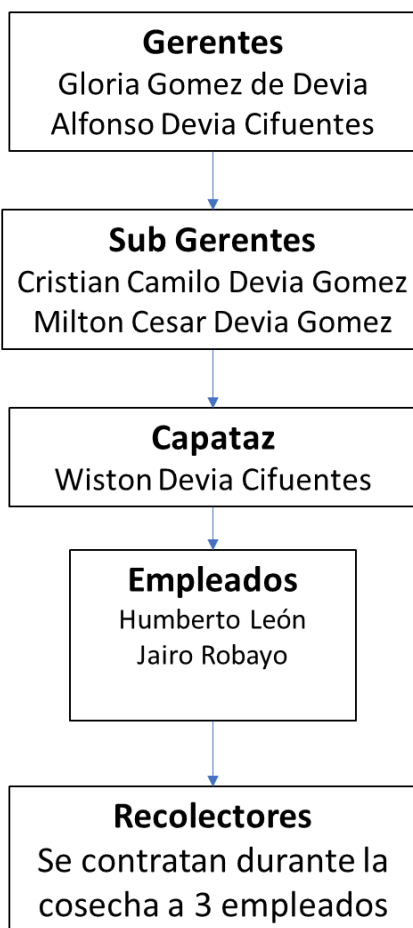 Gerentes
Gloria Gomez de Devia
Alfonso Devia Cifuentes
Sub Gerentes
Cristian Camilo Devia Gomez
Milton Cesar Devia Gomez
Capataz
Wiston Devia Cifuentes
Empleados
Humberto León
Jairo Robayo
Recolectores
Se contratan durante la
cosecha a 3 empleados